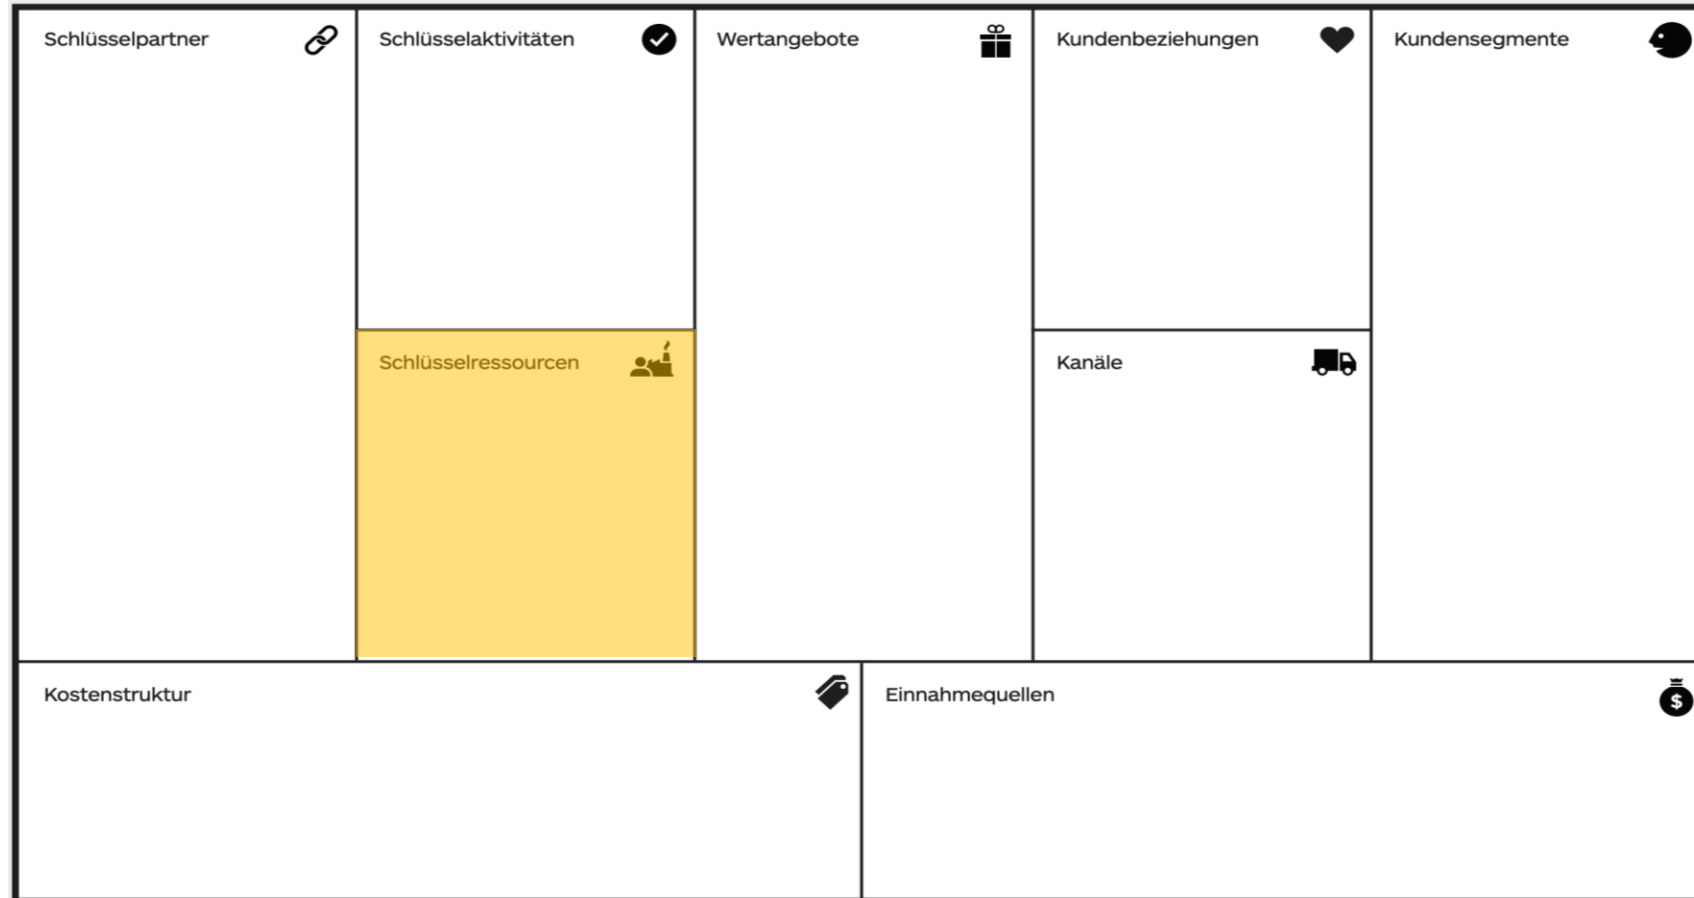 Schlüsselpartner
Schlüsselaktivitäten
Wertangebote
Kundenbeziehungen
Kundensegmente
Schlüsselressourcen
Kanäle
Kostenstruktur
Einnahmequellen
$